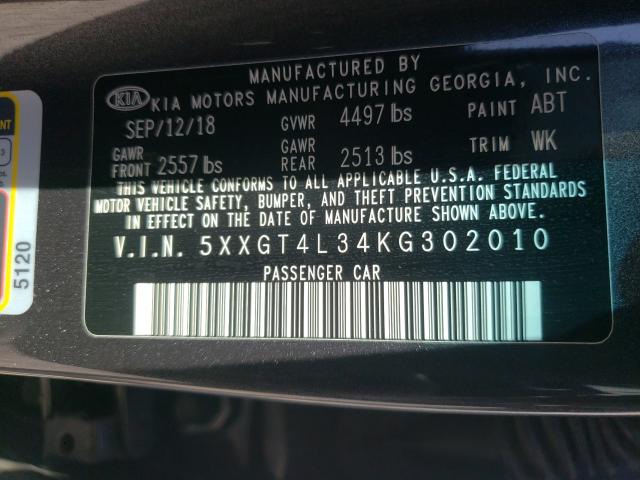 MANUFACTURED BY
KIA KIA MOTORS MANUFACTURING GEORGIA, INC.
SEP/12/18 GVWR 4497 lbs PAINT ABT
GAWR FRONT 2557 lbs GAWR REAR 2513 lbs TRIM WK
THIS VEHICLE CONFORMS TO ALL APPLICABLE U.S.A. FEDERAL
MOTOR VEHICLE SAFETY, BUMPER, AND THEFT PREVENTION STANDARDS
IN EFFECT ON THE DATE OF MANUFACTURE SHOWN ABOVE.
V.I.N. 5XXGT4L34KG302010
PASSENGER CAR
5120
3